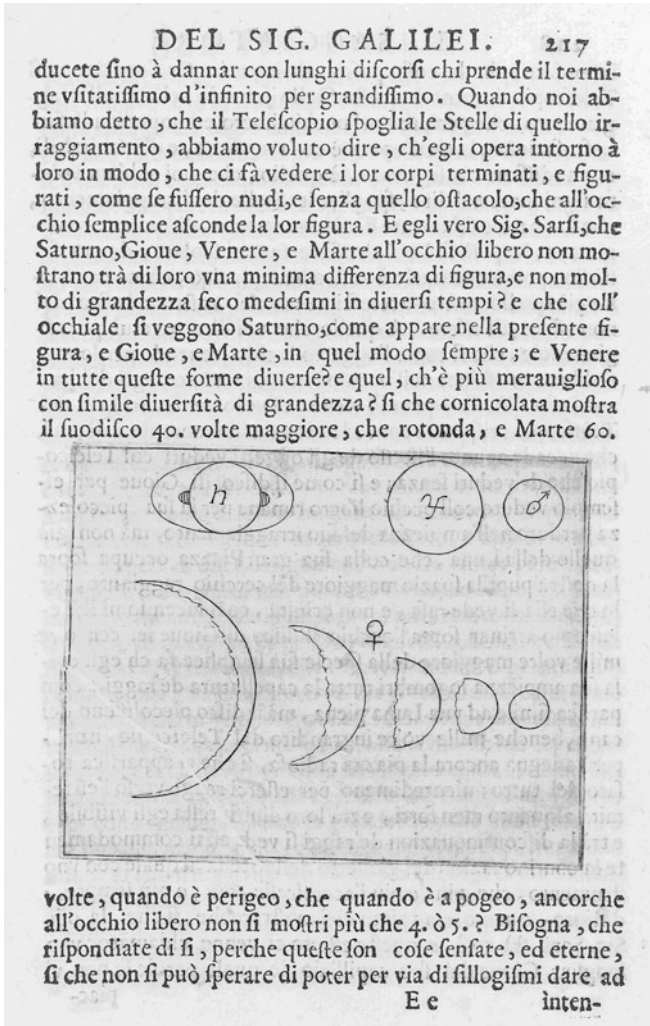 DEL SIG. GALILEI. 217
ducete ſino à dannar con lunghi diſcorſi chi prende il termi-
ne vſitatiſſimo d'infinito per grandiſſimo. Quando noi ab-
biamo detto, che il Teleſcopio ſpoglia le Stelle di quello ir-
raggiamento, abbiamo voluto dire, ch'egli opera intorno à
loro in modo, che ci fà vedere i lor corpi terminati, e figu-
rati, come ſe fuſſero nudi, e ſenza quello oſtacolo, che all'oc-
chio ſemplice aſconde la lor figura. E egli vero Sig. Sarſi, che
Saturno, Gioue, Venere, e Marte all'occhio libero non mo-
ſtrano trà di loro vna minima differenza di figura, e non mol-
to di grandezza ſeco medeſimi in diuerſi tempi? e che coll'
occhiale ſi veggono Saturno, come appare nella preſente fi-
gura, e Gioue, e Marte, in quel modo ſempre; e Venere
in tutte queſte forme diuerſe? e quel, ch'è più merauiglioſo
con ſimile diuerſità di grandezza? ſi che cornicolata moſtra
il ſuo diſco 40. volte maggiore, che rotonda, e Marte 60.
♄ ♃ ♂
♀
volte, quando è perigeo, che quando è apogeo, ancorche
all'occhio libero non ſi moſtri più che 4. ò 5.? Biſogna, che
riſpondiate di ſi, perche queſte ſon coſe ſenſate, ed eterne,
ſi che non ſi può ſperare di poter per via di ſillogiſmi dare ad
E e ìnten-